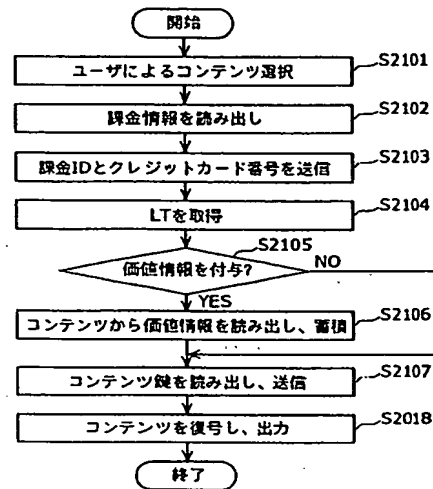 開始
ユーザによるコンテンツ選択
S2101
課金情報を読み出し
S2102
課金IDとクレジットカード番号を送信
S2103
LTを取得
S2104
価値情報を付与?
S2105
NO
YES
コンテンツから価値情報を読み出し、蓄積
S2106
コンテンツ鍵を読み出し、送信
S2107
コンテンツを復号し、出力
S2018
終了